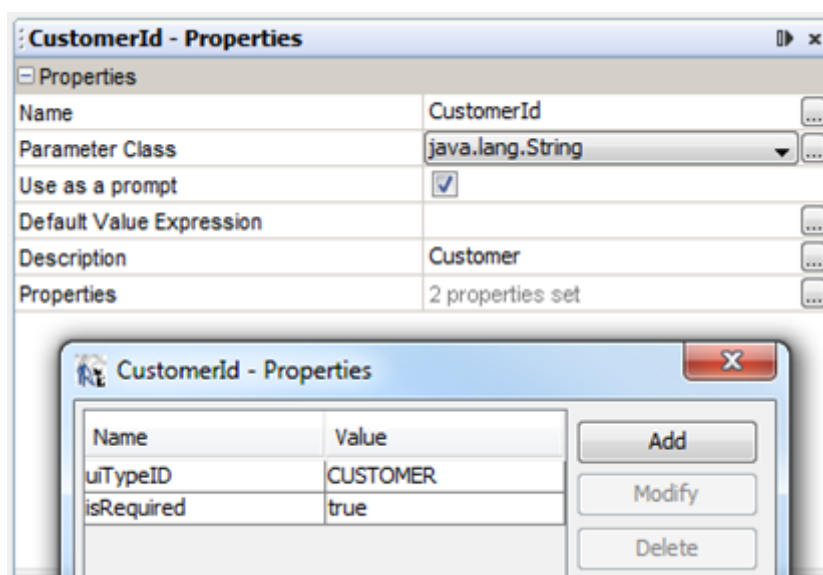 CustomerId - Properties
Properties
Name CustomerId ...
Parameter Class java.lang.String ...
Use as a prompt
Default Value Expression ...
Description Customer ...
Properties 2 properties set ...
CustomerId - Properties
Name Value Add
uiTypeID CUSTOMER
isRequired true Modify
Delete